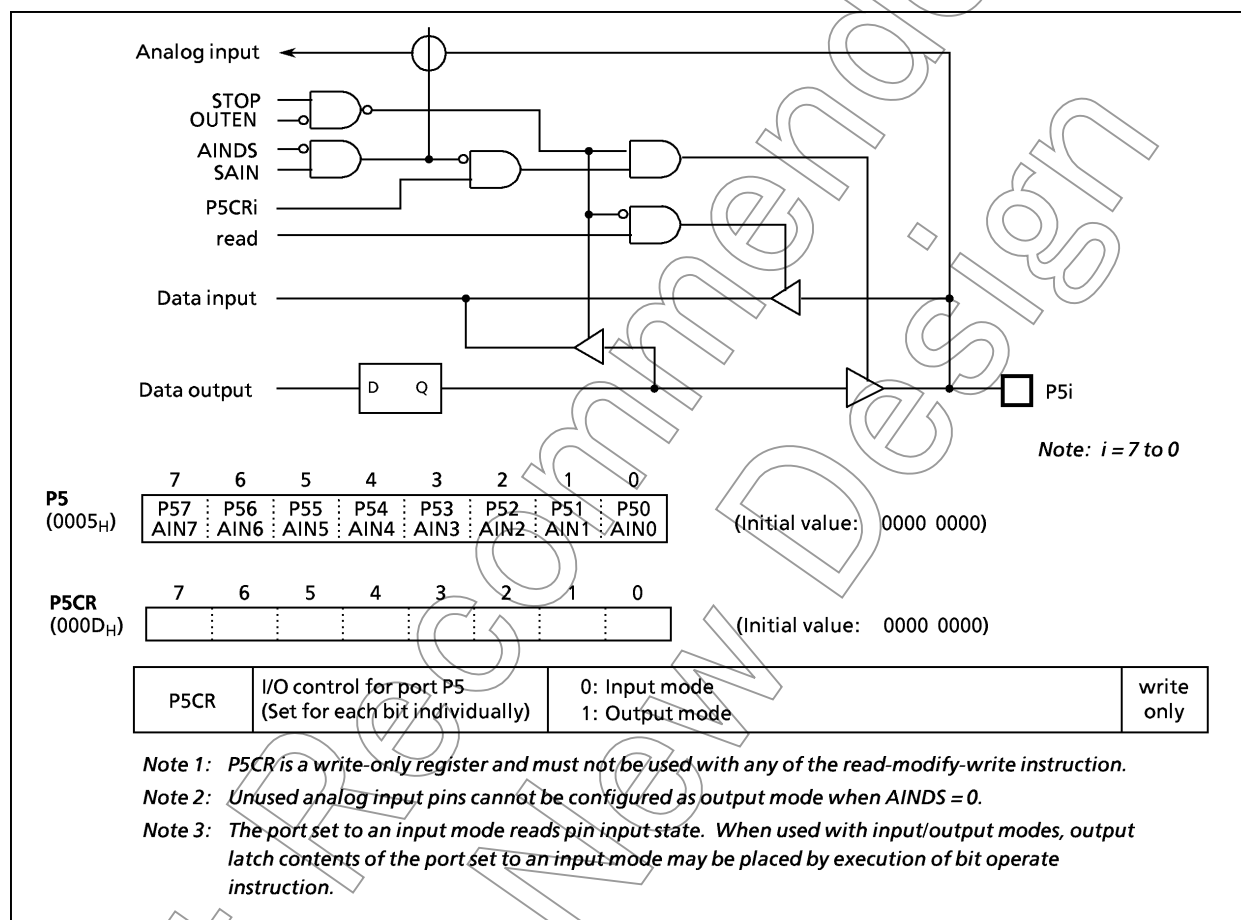 Analog input
STOP
OUTEN
AINDS
SAIN
P5CRi
read
Data input
Data output
D Q
P5i
Note: i = 7 to 0
7 6 5 4 3 2 1 0
P5
(0005H)
P57 P56 P55 P54 P53 P52 P51 P50
AIN7 AIN6 AIN5 AIN4 AIN3 AIN2 AIN1 AIN0
(Initial value: 0000 0000)
7 6 5 4 3 2 1 0
P5CR
(000DH)
(Initial value: 0000 0000)
P5CR
I/O control for port P5
(Set for each bit individually)
0: Input mode
1: Output mode
write
only
Note 1: P5CR is a write-only register and must not be used with any of the read-modify-write instruction.
Note 2: Unused analog input pins cannot be configured as output mode when AINDS = 0.
Note 3: The port set to an input mode reads pin input state. When used with input/output modes, output
latch contents of the port set to an input mode may be placed by execution of bit operate
instruction.
Recommende
New Design